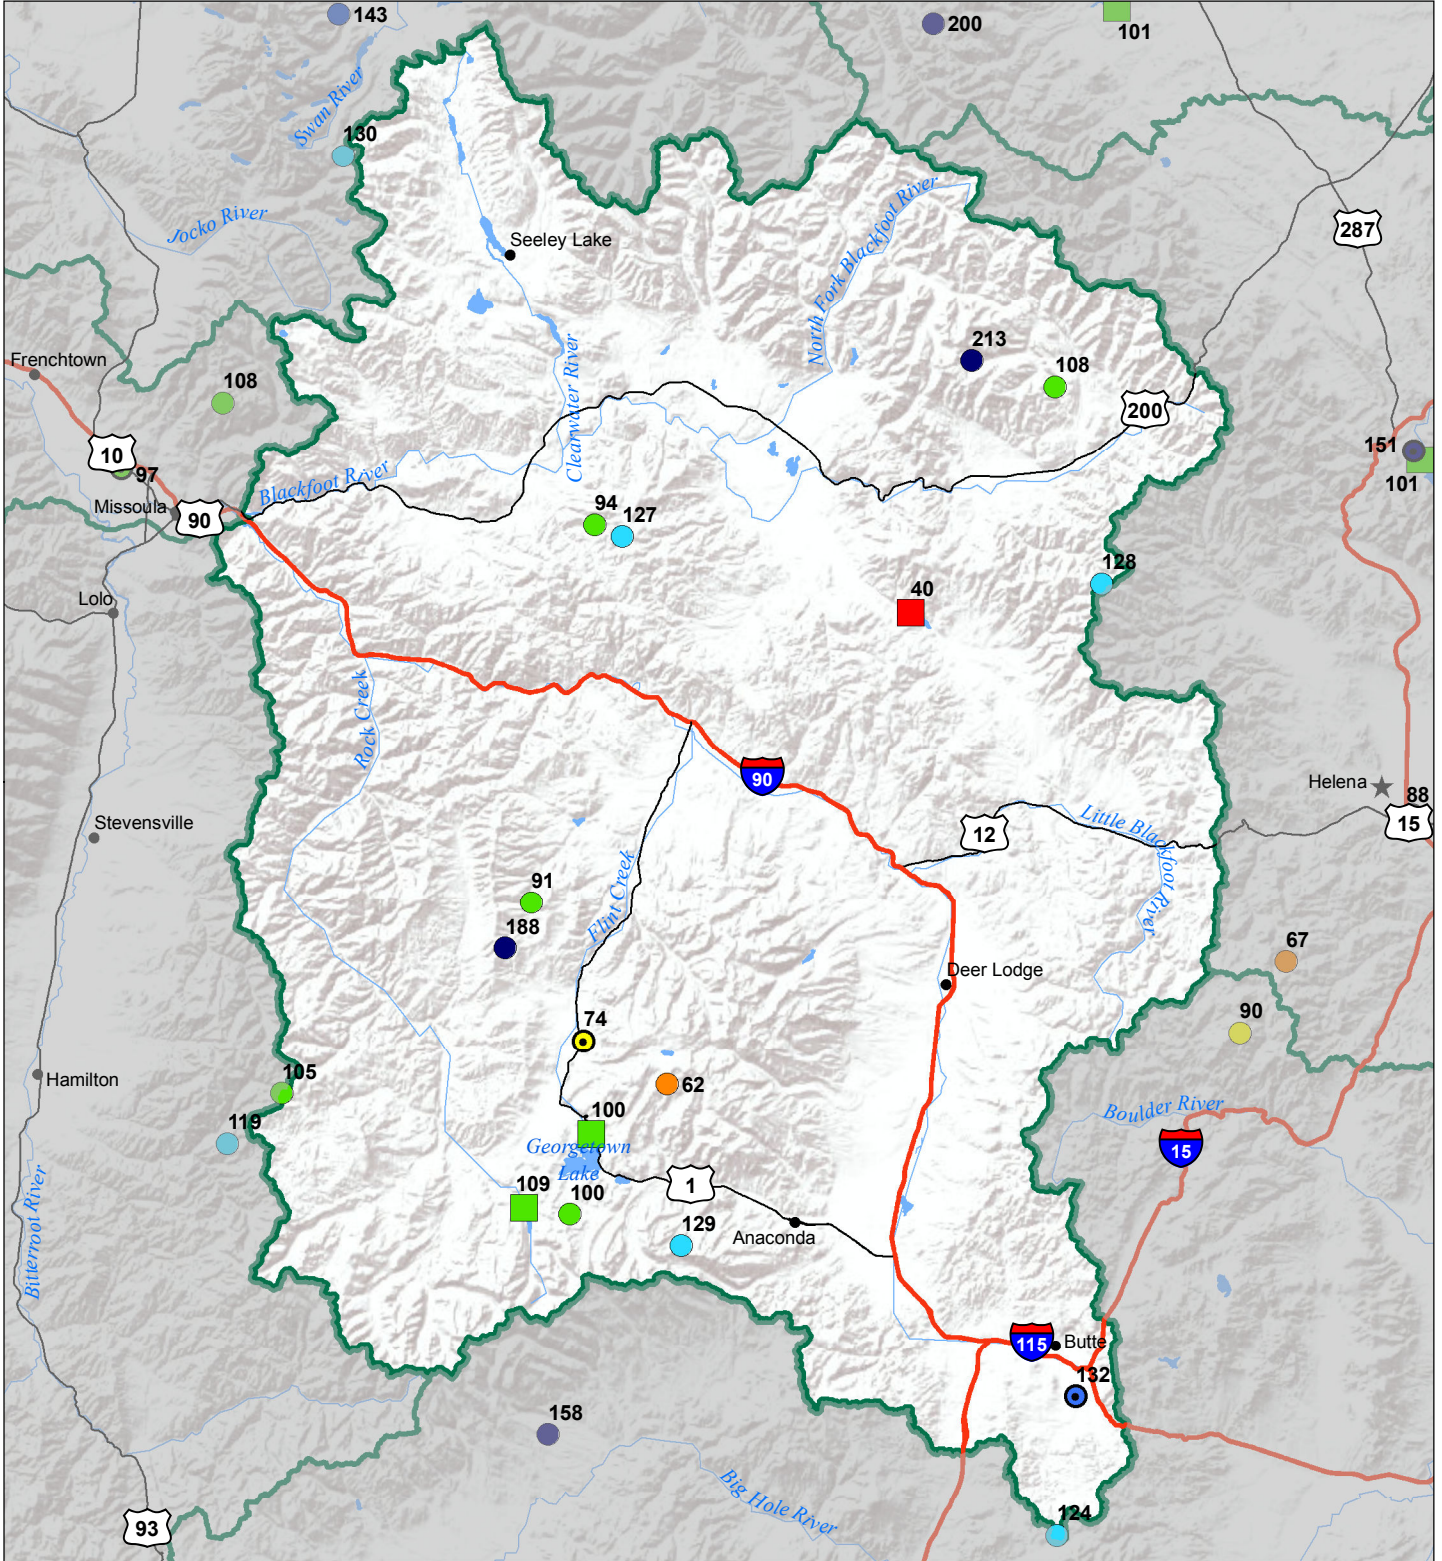 143
200
101
Swan River
130
Jocko River
North Fork Blackfoot River
287
Seeley Lake
Frenchtown
213
108
108
Clearwater River
200
10
97
151
101
Blackfoot River
Missoula
90
94
127
128
40
Lolo
Rock Creek
90
Helena
88
15
Stevensville
12
Little Blackfoot River
Flint Creek
91
188
67
Deer Lodge
74
90
Hamilton
105
62
119
100
Boulder River
Georgetown
Lake
15
Bitterroot River
109
100
1
129
Anaconda
115
Butte
132
158
Big Hole River
93
124